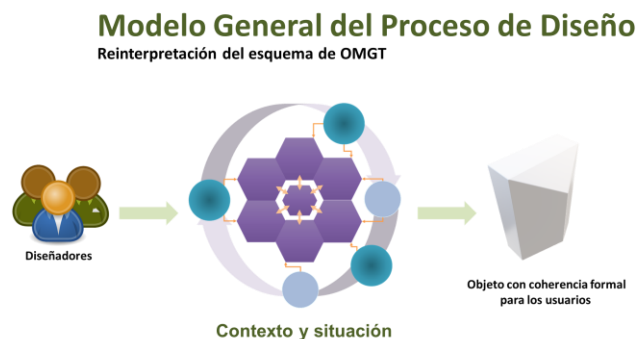 Modelo General del Proceso de Diseño
Reinterpretación del esquema de OMGT
Diseñadores
Objeto con coherencia formal
para los usuarios
Contexto y situación